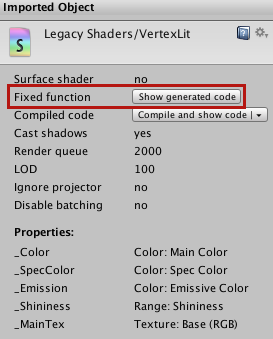 Imported Object
S
Legacy Shaders/VertexLit
Surface shader no
Fixed function Show generated code
Compiled code Compile and show code | ▾
Cast shadows yes
Render queue 2000
LOD 100
Ignore projector no
Disable batching no
Properties:
_Color Color: Main Color
_SpecColor Color: Spec Color
_Emission Color: Emissive Color
_Shininess Range: Shininess
_MainTex Texture: Base (RGB)